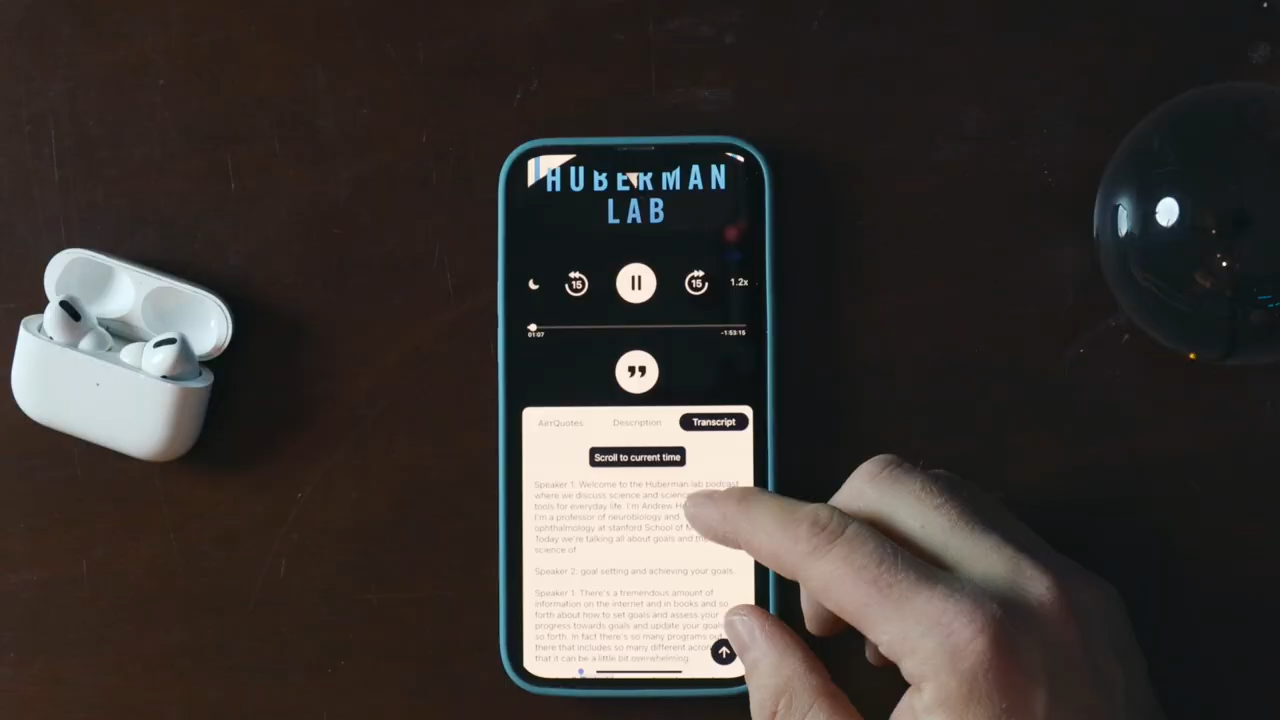 HUBERMAN
LAB
15
15
1.2x
01:07
-1:53:15
AirrQuotes
Description
Transcript
Scroll to current time
Speaker 1: Welcome to the Huberman lab podcast
where we discuss science and science
tools for everyday life. I'm Andrew
I'm a professor of neurobiology and
ophthalmology at stanford School of
Today we're talking all about goals and the
science of
Speaker 2: goal setting and achieving your goals.
Speaker 1: There's a tremendous amount of
information on the internet and in books and so
forth about how to set goals and assess your
progress towards goals and update your goals
so forth. In fact there's so many programs out
there that includes so many different
that it can be a little bit overwhelming.